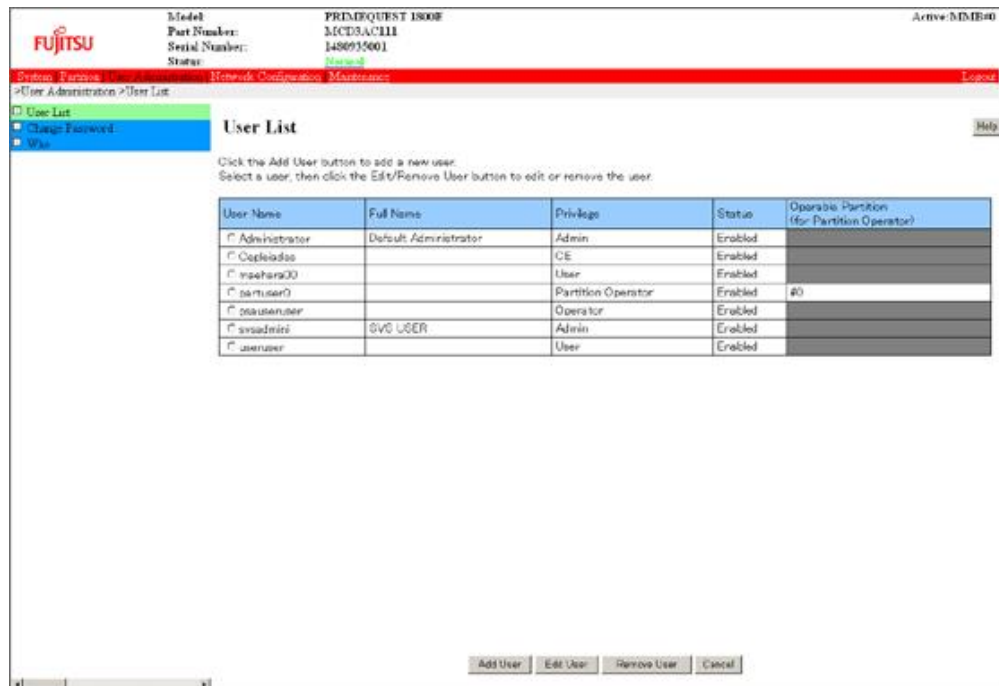 FUJITSU
Model: PRIMEQUEST 1800E
Part Number: MCD3AC111
Serial Number: 1480935001
Status: Normal
Active:MMB#0
System Partition User Administration Network Configuration Maintenance Logout
>User Administration >User List
User List
Change Password
Who
User List
Help
Click the Add User button to add a new user.
Select a user, then click the Edit/Remove User button to edit or remove the user.
User Name Full Name Privilege Status Operable Partition (for Partition Operator)
Administrator Default Administrator Admin Enabled
CE Enabled
maehara00 User Enabled
partuser0 Partition Operator Enabled #0
psauseruser Operator Enabled
svsadmini SVS USER Admin Enabled
useruser User Enabled
Add User Edit User Remove User Cancel